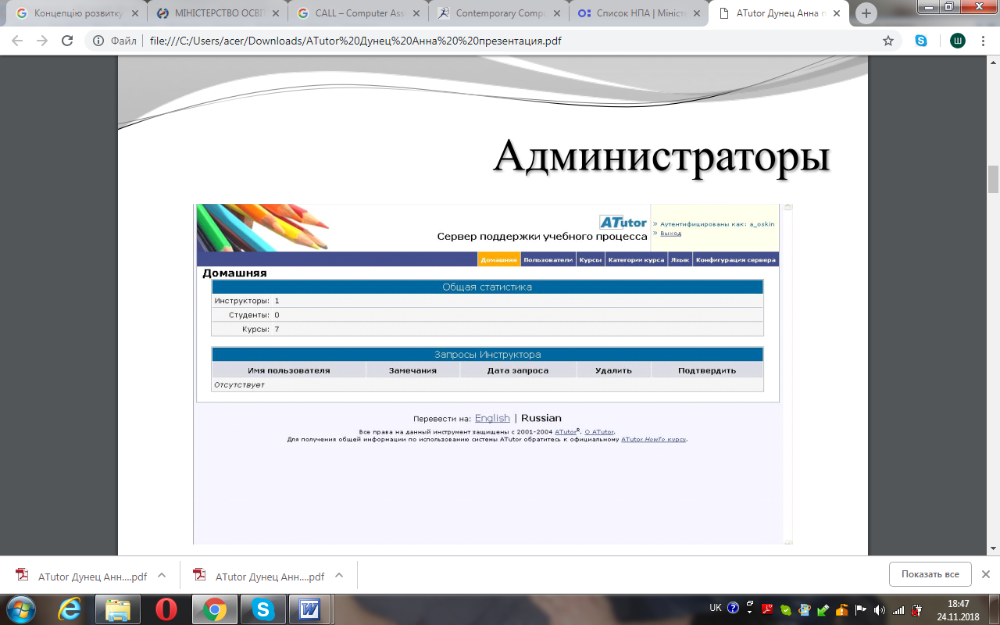 Концепцію розвитку
МІНІСТЕРСТВО ОСВІ
CALL – Computer Ass
Contemporary Comp
Список НПА | Мініст
ATutor Дунец Анна п
Файл | file:///C:/Users/acer/Downloads/ATutor%20Дунец%20Анна%20%20презентация.pdf
Ш
Администраторы
ATutor
Сервер поддержки учебного процесса
» Аутентифицированы как: a_oskin
» Выход
Домашняя Пользователи Курсы Категории курса Язык Конфигурация сервера
Домашняя
Общая статистика
Инструкторы: 1
Студенты: 0
Курсы: 7
Запросы Инструктора
Имя пользователя Замечания Дата запроса Удалить Подтвердить
Отсутствует
Перевести на: English | Russian
Все права на данный инструмент защищены с 2001-2004 ATutor®. О ATutor.
Для получения общей информации по использованию системы ATutor обратитесь к официальному ATutor HowTo курсу.
ATutor Дунец Анн....pdf
ATutor Дунец Анн....pdf
Показать все
UK
18:47
24.11.2018